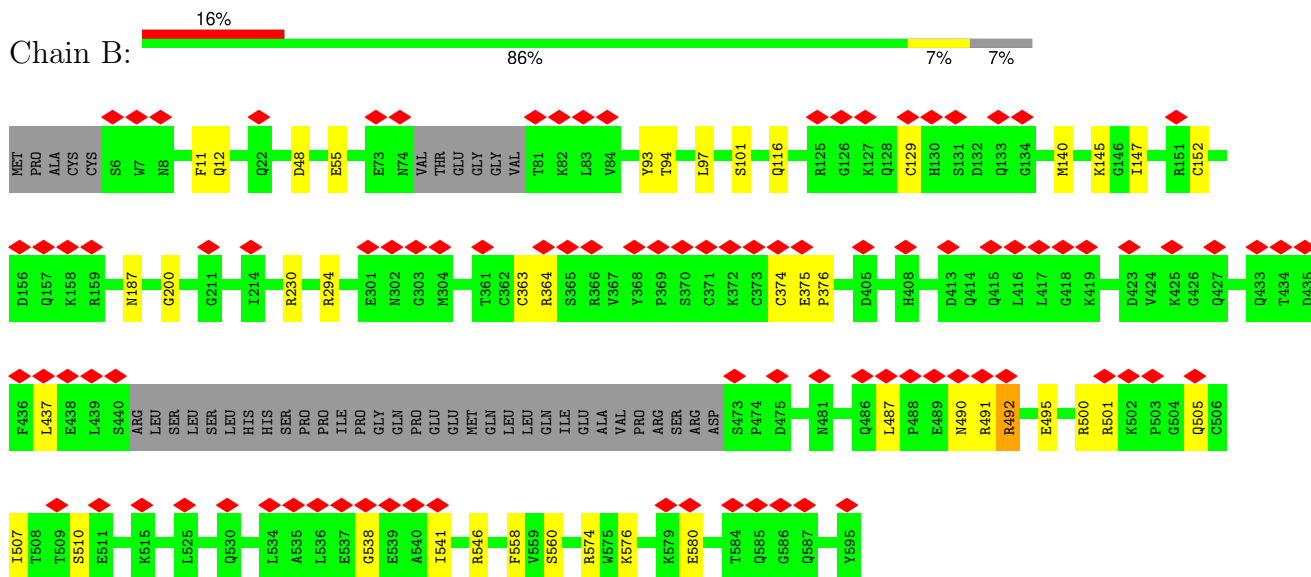 16%
Chain B:
86% 7% 7%
MET PRO ALA CYS CYS S6 W7 N8 F11 Q12 Q22 D48 E55 E73 N74 VAL THR GLU GLY GLY VAL T81 K82 L83 V84 Y93 T94 L97 S101 Q116 R125 G126 K127 Q128 C129 H130 S131 D132 Q133 G134 M140 K145 G146 I147 R151 C152
D156 Q157 K158 R159 N187 G200 G211 I214 R230 R294 E301 N302 G303 M304 T361 C362 C363 R364 S365 R366 V367 Y368 P369 S370 C371 K372 C373 C374 E375 P376 D405 H408 D413 Q414 Q415 L416 L417 G418 K419 D423 V424 K425 G426 Q427 Q433 T434 D435
F436 L437 E438 L439 S440 ARG LEU SER LEU SER LEU HIS HIS SER PRO PRO ILE PRO GLY GLN PRO GLU GLU MET GLN LEU LEU GLN ILE GLU ALA VAL PRO ARG SER ARG ASP S473 P474 D475 N481 Q486 L487 P488 E489 N490 R491 R492 E495 R500 R501 K502 P503 G504 Q505 C506
I507 T508 T509 S510 E511 K515 L525 Q530 L534 A535 L536 E537 G538 E539 A540 I541 R546 F558 V559 S560 R574 W575 K576 K579 E580 T584 Q585 G586 Q587 Y595